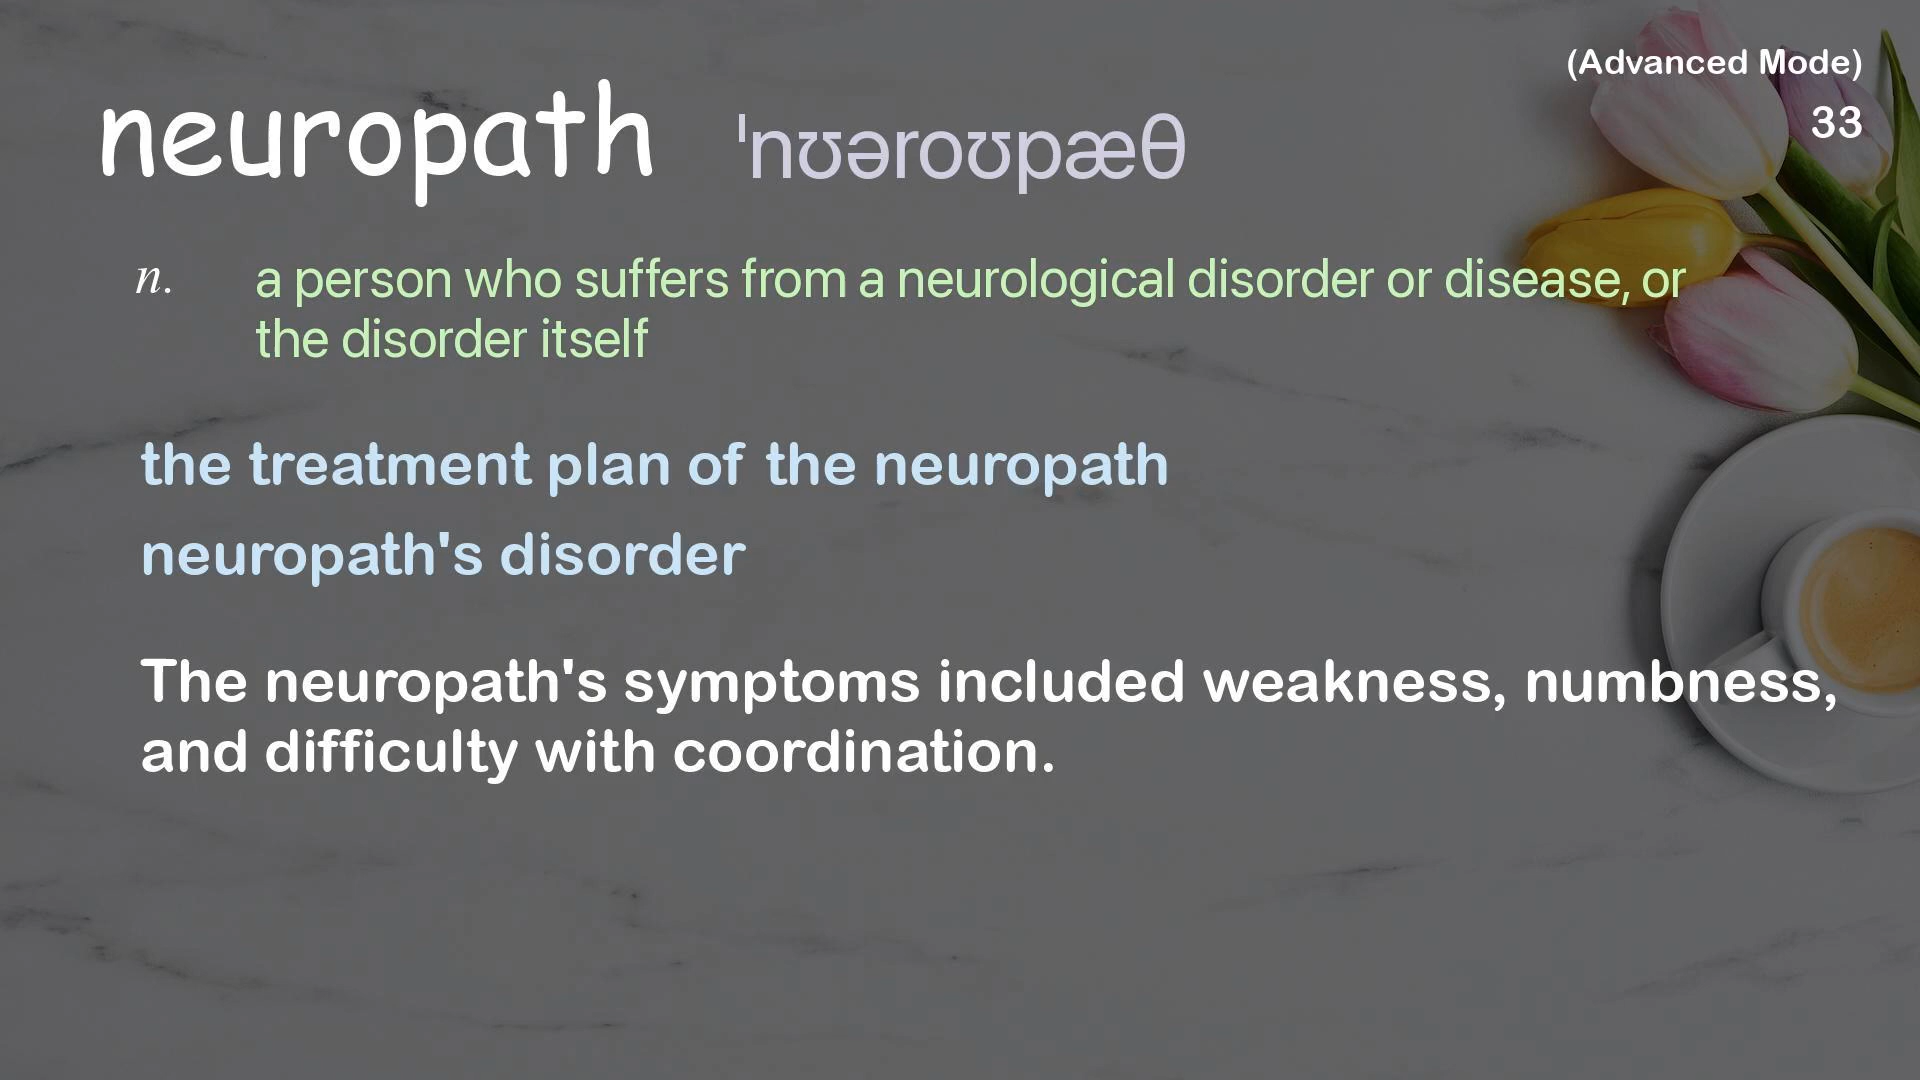 (Advanced Mode)
33
neuropath ˈnʊəroʊpæθ
n. a person who suffers from a neurological disorder or disease, or
the disorder itself
the treatment plan of the neuropath
neuropath's disorder
The neuropath's symptoms included weakness, numbness,
and difficulty with coordination.